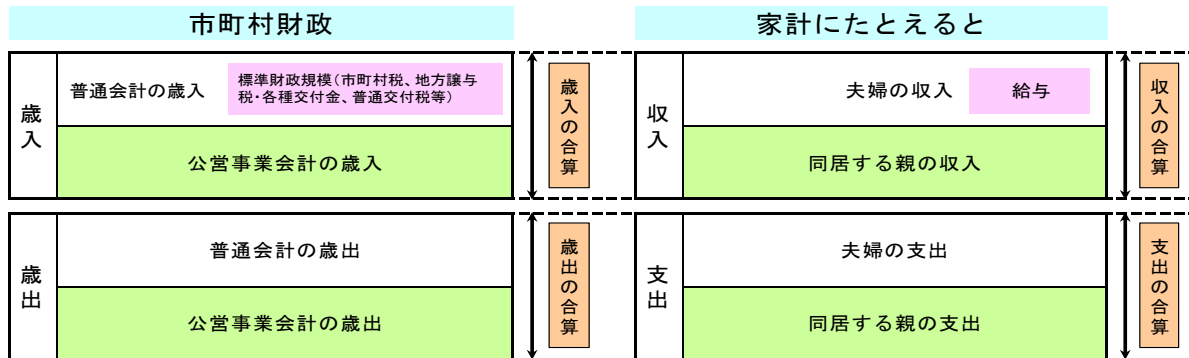 市町村財政
家計にたとえると
歳入
普通会計の歳入
標準財政規模(市町村税、地方譲与
税・各種交付金、普通交付税等)
公営事業会計の歳入
歳入の合算
収入
夫婦の収入
給与
同居する親の収入
収入の合算
歳出
普通会計の歳出
公営事業会計の歳出
歳出の合算
支出
夫婦の支出
同居する親の支出
支出の合算